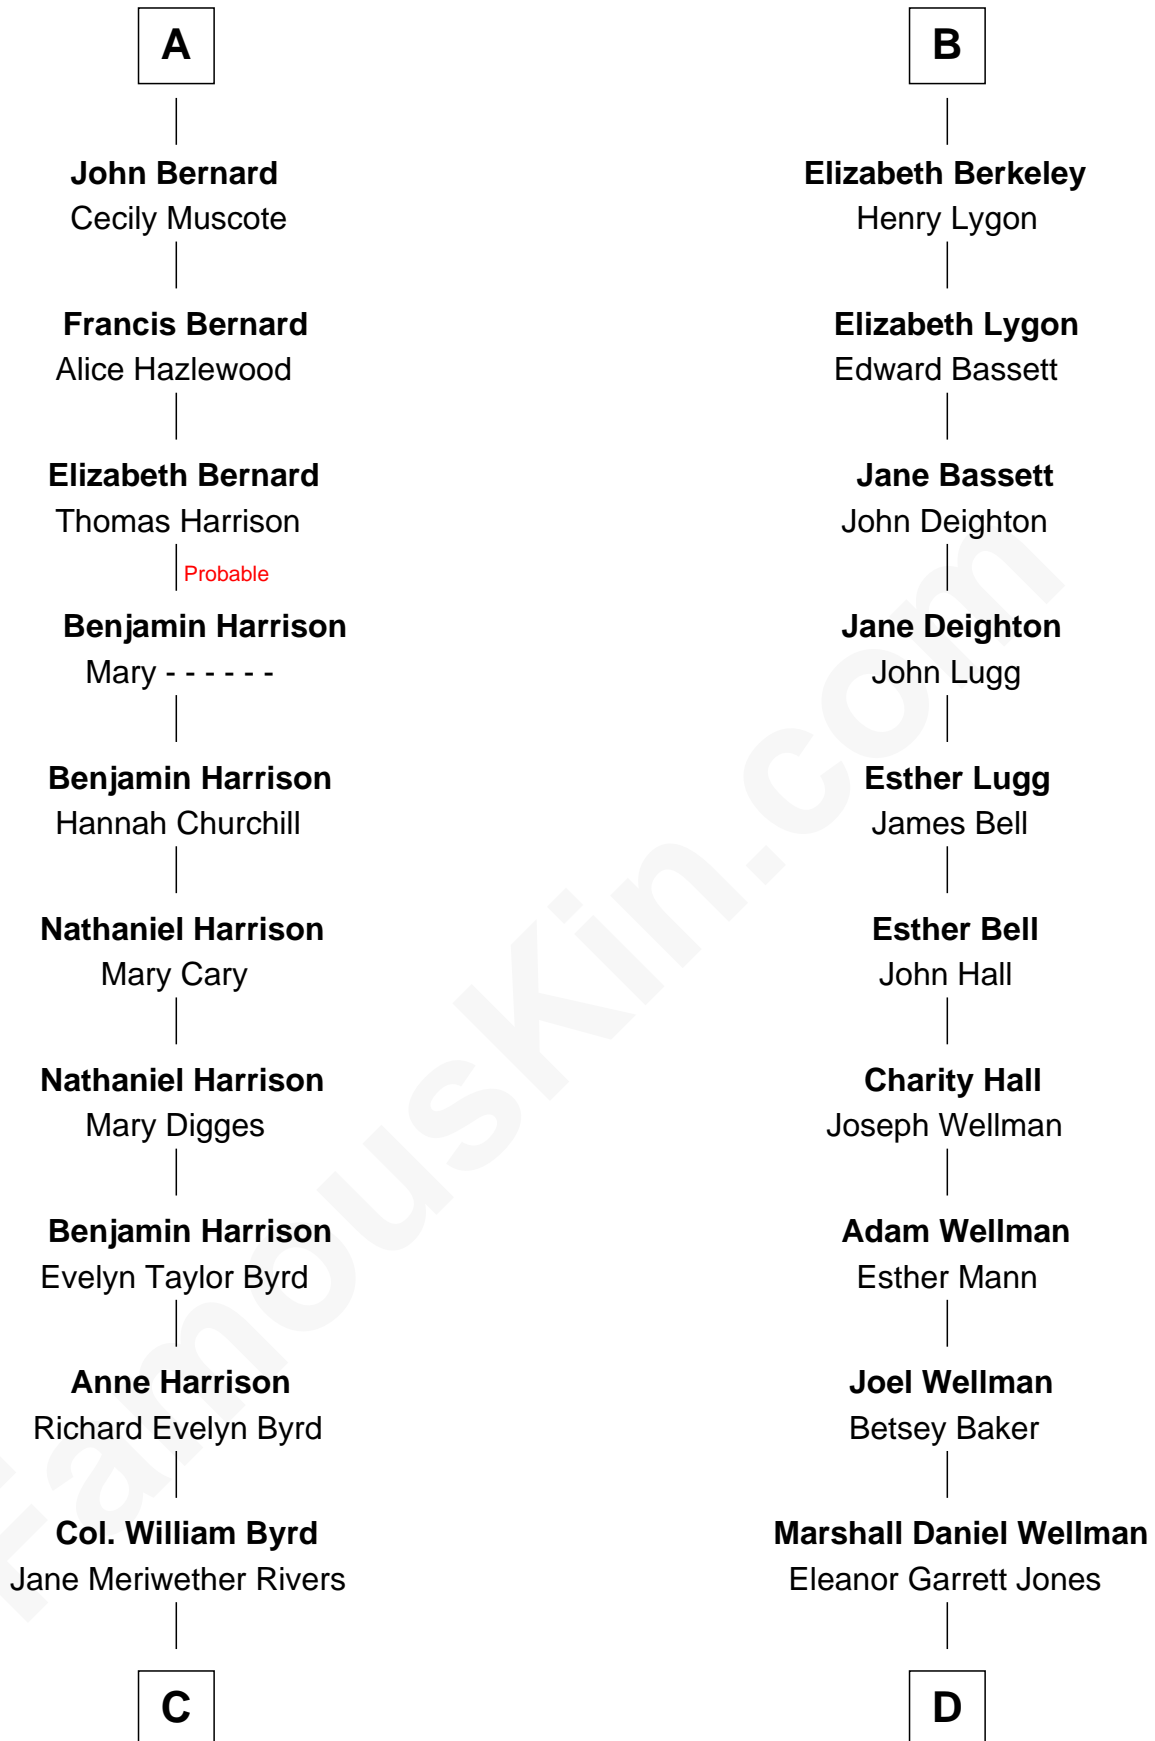 A
John Bernard
Cecily Muscote
Francis Bernard
Alice Hazlewood
Elizabeth Bernard
Thomas Harrison
Probable
Benjamin Harrison
Mary - - - - - -
Benjamin Harrison
Hannah Churchill
Nathaniel Harrison
Mary Cary
Nathaniel Harrison
Mary Digges
Benjamin Harrison
Evelyn Taylor Byrd
Anne Harrison
Richard Evelyn Byrd
Col. William Byrd
Jane Meriwether Rivers
C
B
Elizabeth Berkeley
Henry Lygon
Elizabeth Lygon
Edward Bassett
Jane Bassett
John Deighton
Jane Deighton
John Lugg
Esther Lugg
James Bell
Esther Bell
John Hall
Charity Hall
Joseph Wellman
Adam Wellman
Esther Mann
Joel Wellman
Betsey Baker
Marshall Daniel Wellman
Eleanor Garrett Jones
D
FamousKin.com